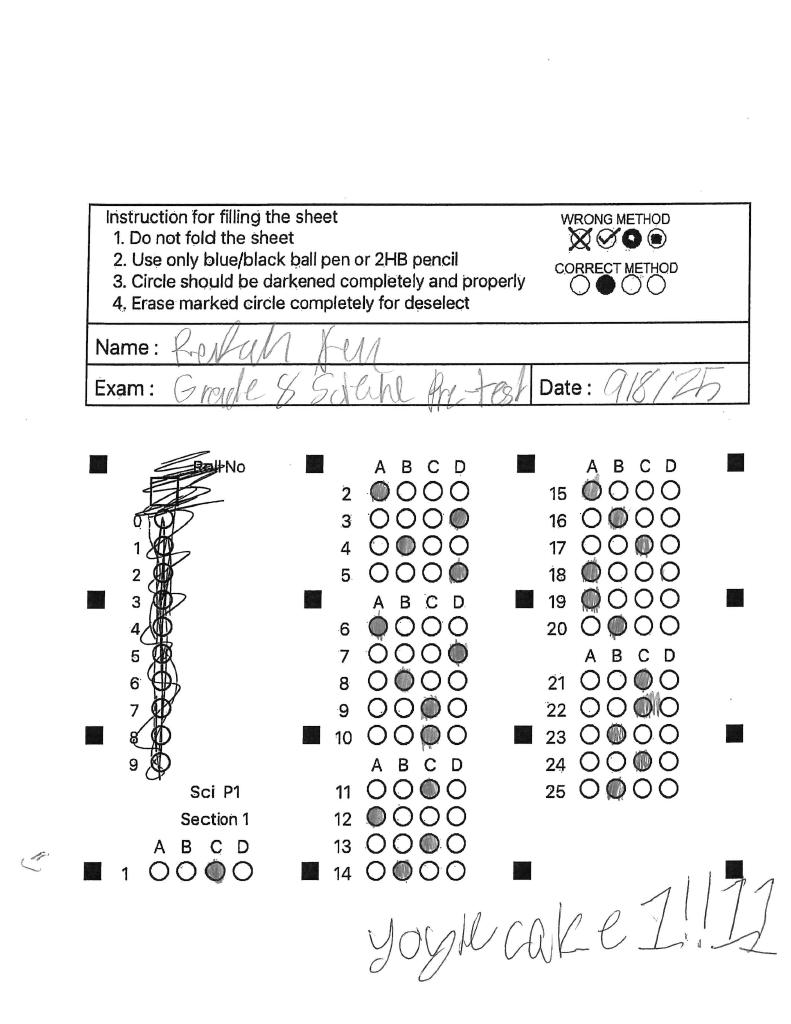 Instruction for filling the sheet
1. Do not fold the sheet
2. Use only blue/black ball pen or 2HB pencil
3. Circle should be darkened completely and properly
4. Erase marked circle completely for deselect
WRONG METHOD
CORRECT METHOD
Name :
Exam : Grade 8 Science Pre-test Date : 9/8/25
Roll No
0
1
2
3
4
5
6
7
8
9
Sci P1
Section 1
A B C D
1
A B C D
2
3
4
5
A B C D
6
7
8
9
10
A B C D
11
12
13
14
A B C D
15
16
17
18
19
20
A B C D
21
22
23
24
25
yoyle cake 1!!11